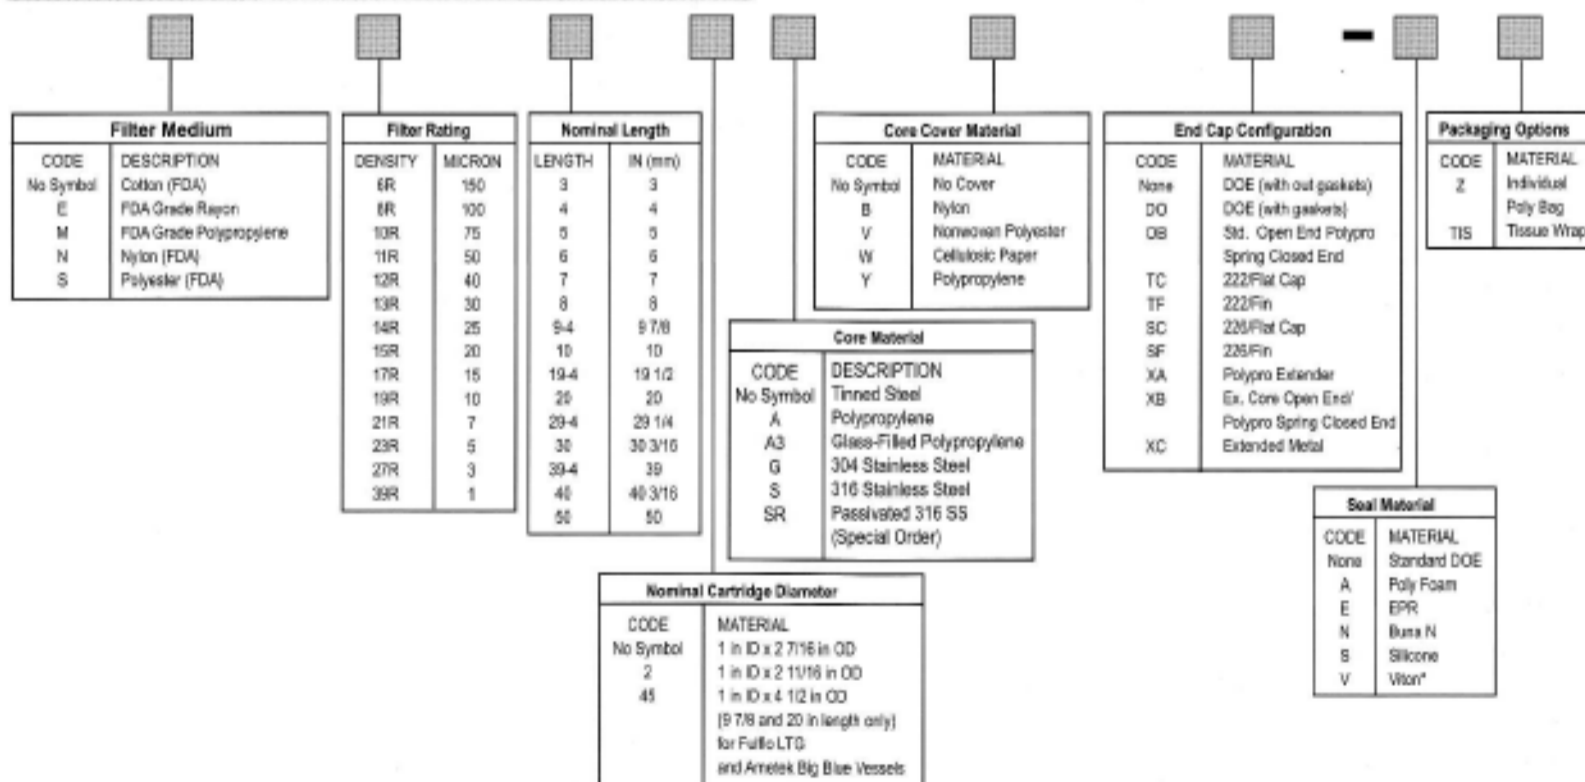 Filter Medium
CODE DESCRIPTION
No Symbol Cotton (FDA)
E FDA Grade Rayon
M FDA Grade Polypropylene
N Nylon (FDA)
S Polyester (FDA)
Filter Rating
DENSITY MICRON
6R 150
8R 100
10R 75
11R 50
12R 40
13R 30
14R 25
15R 20
17R 15
19R 10
21R 7
23R 5
27R 3
39R 1
Nominal Length
LENGTH IN (mm)
3 3
4 4
5 5
6 6
7 7
8 8
9-4 9 7/8
10 10
19-4 19 1/2
20 20
29-4 29 1/4
30 30 3/16
39-4 39
40 40 3/16
50 50
Nominal Cartridge Diameter
CODE MATERIAL
No Symbol 1 in ID x 2 7/16 in OD
2 1 in ID x 2 11/16 in OD
45 1 in ID x 4 1/2 in OD
(9 7/8 and 20 in length only)
for Fulflo LTG
and Ametek Big Blue Vessels
Core Material
CODE DESCRIPTION
No Symbol Tinned Steel
A Polypropylene
A3 Glass-Filled Polypropylene
G 304 Stainless Steel
S 316 Stainless Steel
SR Passivated 316 SS
(Special Order)
Core Cover Material
CODE MATERIAL
No Symbol No Cover
B Nylon
V Nonwoven Polyester
W Cellulosic Paper
Y Polypropylene
End Cap Configuration
CODE MATERIAL
None DOE (with out gaskets)
DO DOE (with gaskets)
OB Std. Open End Polypro
Spring Closed End
TC 222/Flat Cap
TF 222/Fin
SC 226/Flat Cap
SF 226/Fin
XA Polypro Extender
XB Ex. Core Open End/
Polypro Spring Closed End
XC Extended Metal
-
Seal Material
CODE MATERIAL
None Standard DOE
A Poly Foam
E EPR
N Buna N
S Silicone
V Viton*
Packaging Options
CODE MATERIAL
Z Individual
Poly Bag
TIS Tissue Wrap